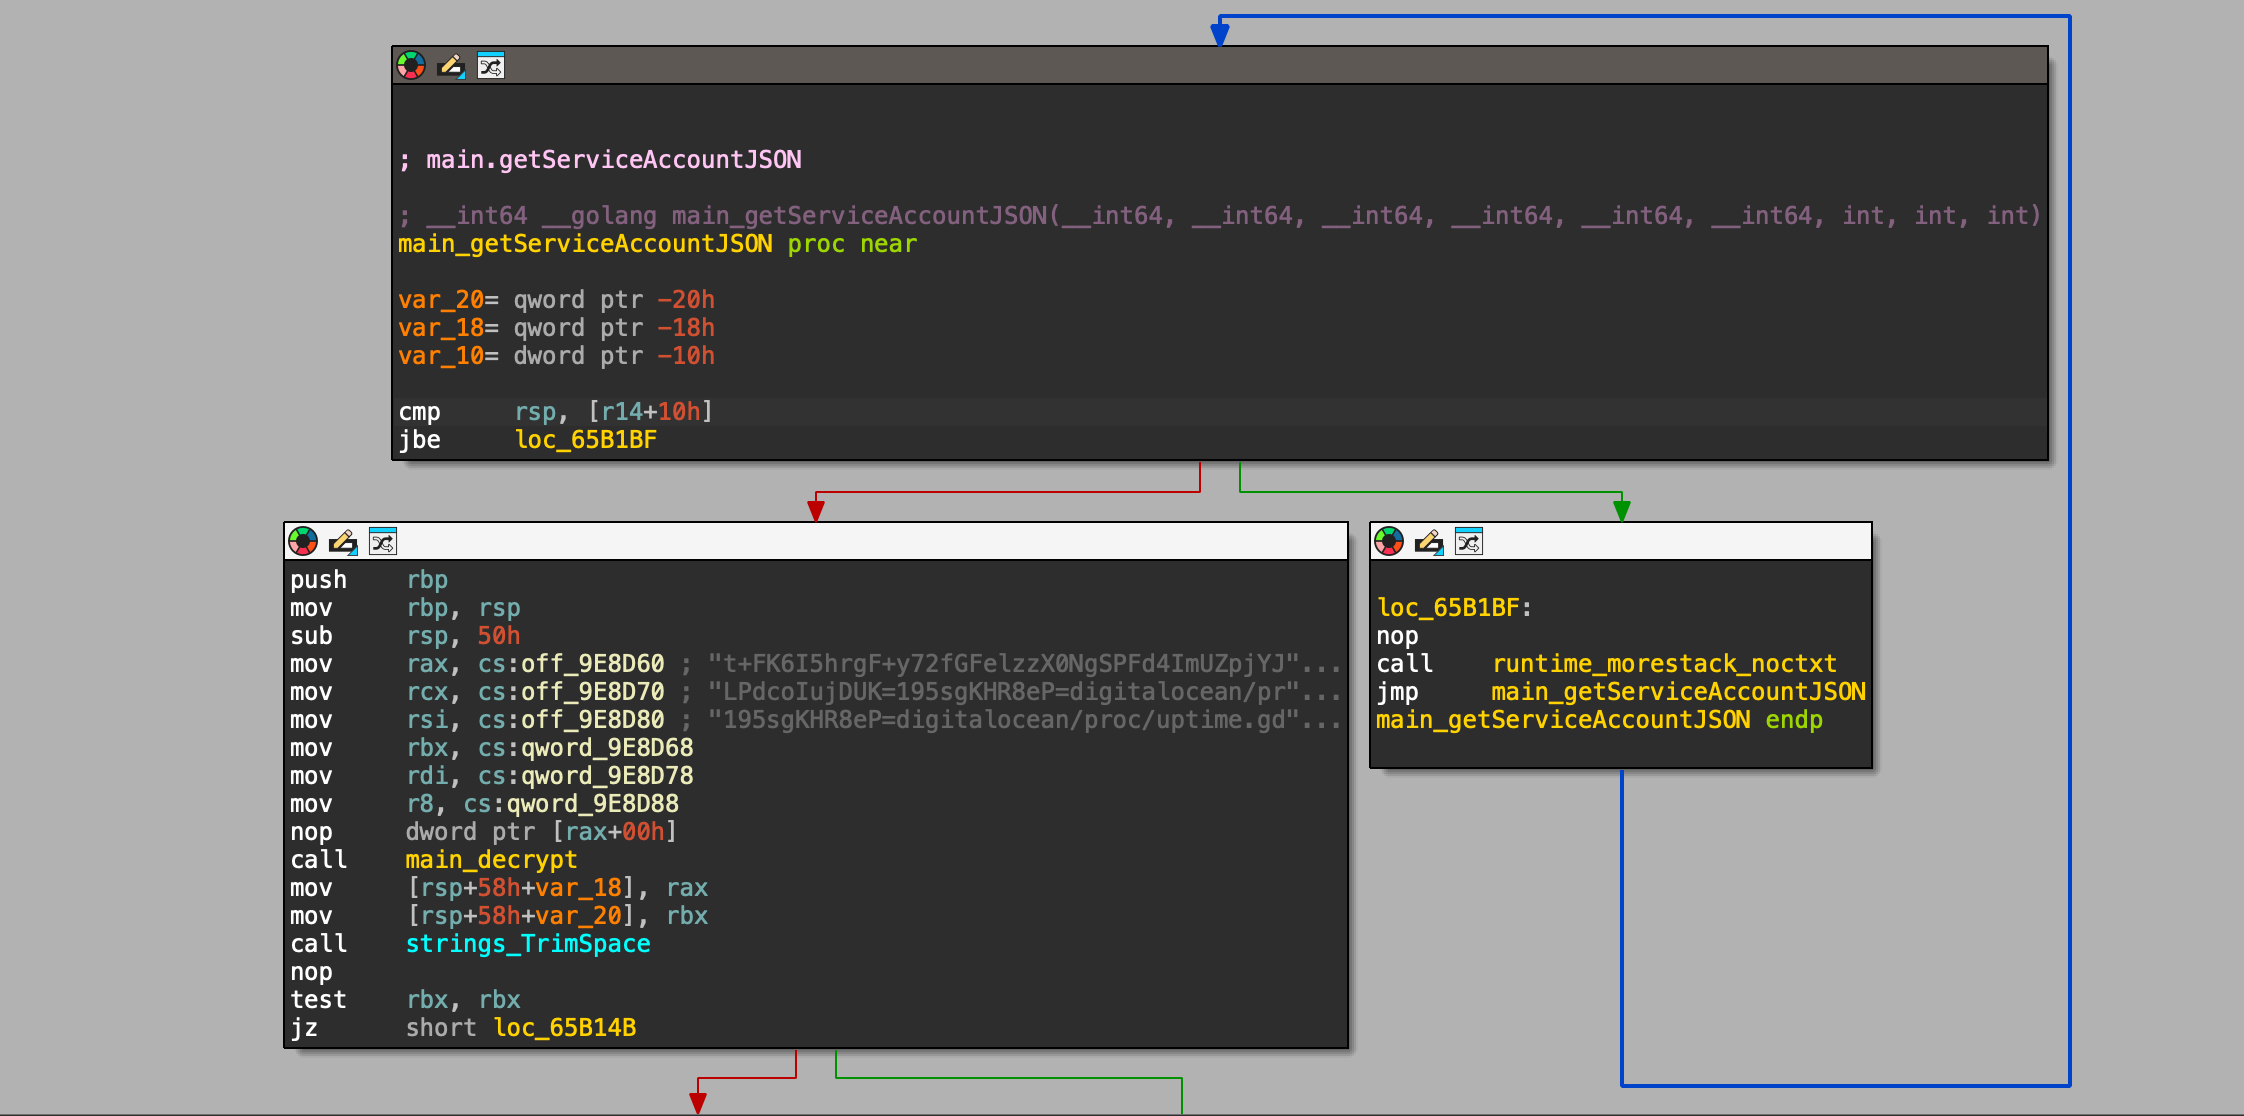 ; main.getServiceAccountJSON
; __int64 __golang main_getServiceAccountJSON(__int64, __int64, __int64, __int64, __int64, __int64, int, int, int)
main_getServiceAccountJSON proc near
var_20= qword ptr -20h
var_18= qword ptr -18h
var_10= dword ptr -10h
cmp rsp, [r14+10h]
jbe loc_65B1BF
push rbp
mov rbp, rsp
sub rsp, 50h
mov rax, cs:off_9E8D60 ; "t+FK6I5hrgF+y72fGFelzzX0NgSPFd4ImUZpjYJ"...
mov rcx, cs:off_9E8D70 ; "LPdcoIujDUK=195sgKHR8eP=digitalocean/pr"...
mov rsi, cs:off_9E8D80 ; "195sgKHR8eP=digitalocean/proc/uptime.gd"...
mov rbx, cs:qword_9E8D68
mov rdi, cs:qword_9E8D78
mov r8, cs:qword_9E8D88
nop dword ptr [rax+00h]
call main_decrypt
mov [rsp+58h+var_18], rax
mov [rsp+58h+var_20], rbx
call strings_TrimSpace
nop
test rbx, rbx
jz short loc_65B14B
loc_65B1BF:
nop
call runtime_morestack_noctxt
jmp main_getServiceAccountJSON
main_getServiceAccountJSON endp